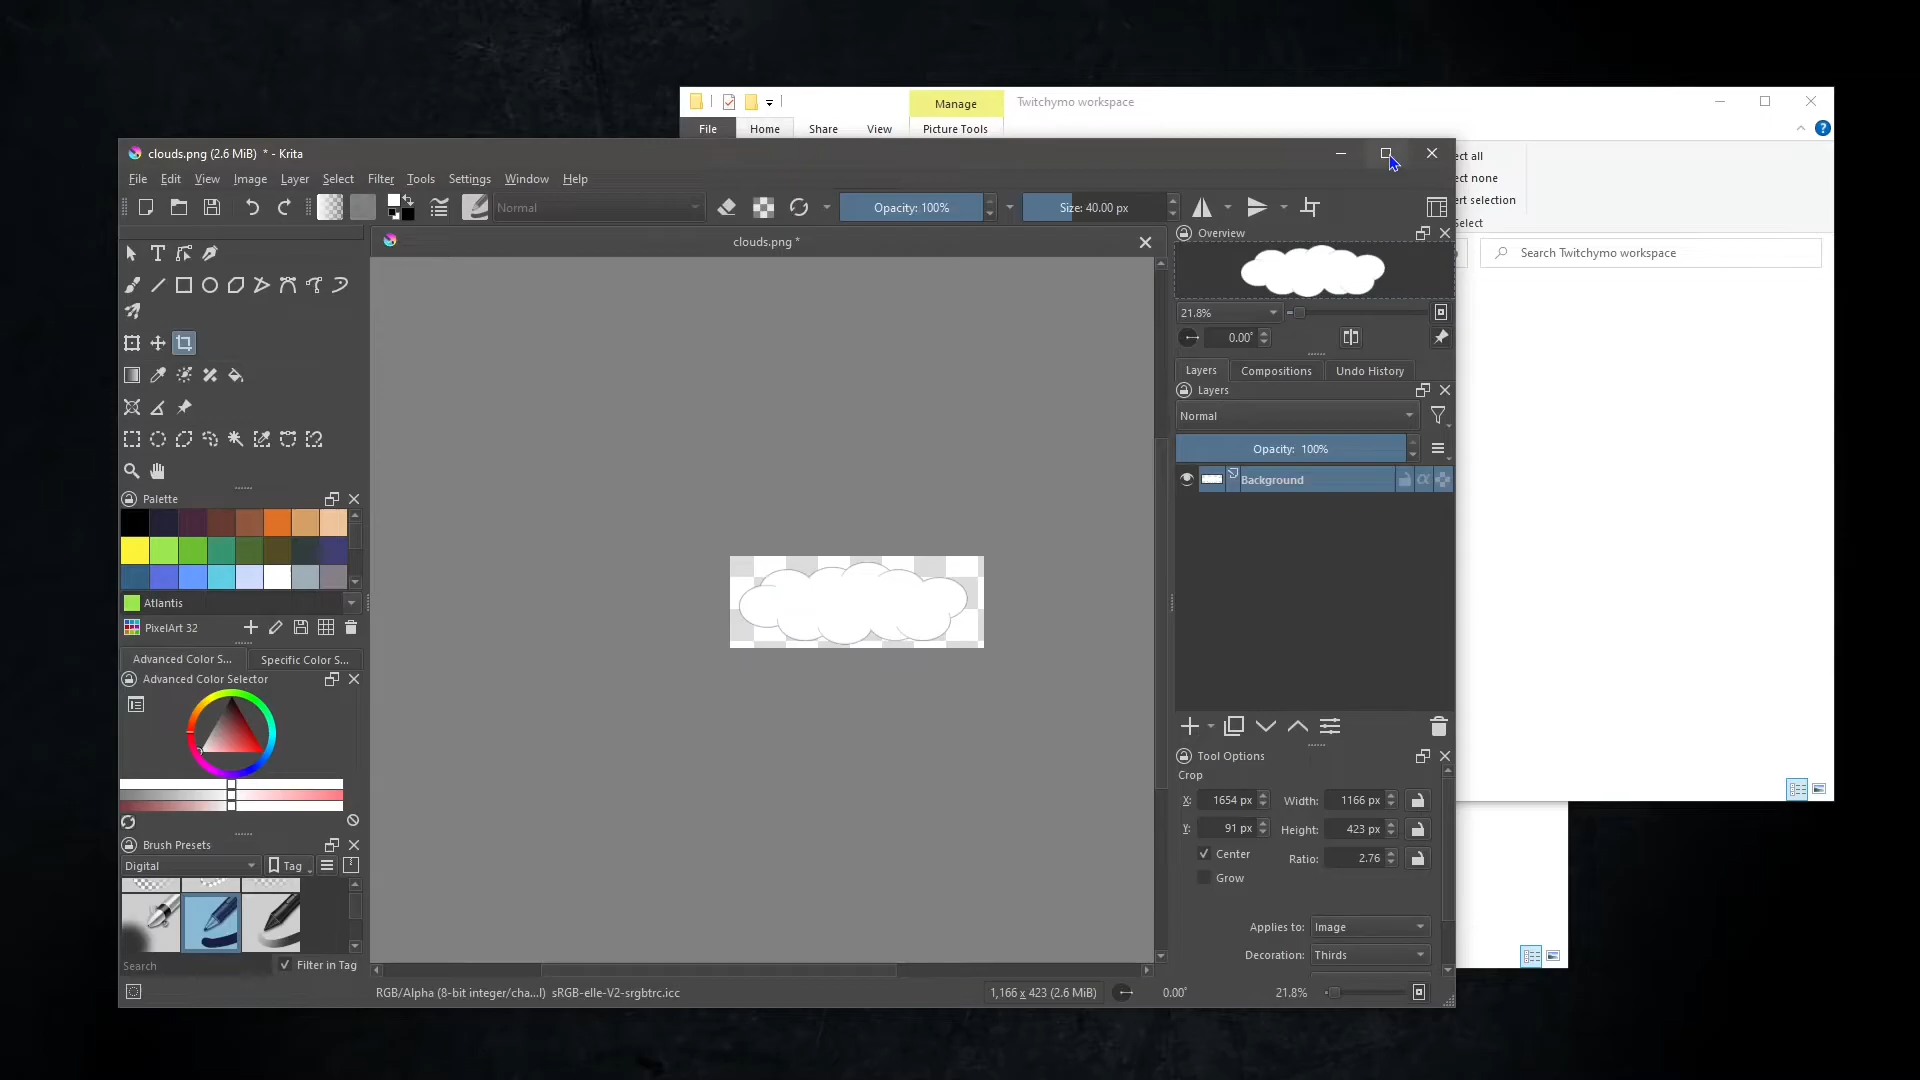 Manage
Twitchymo workspace
File
Home
Share
View
Picture Tools
clouds.png (2.6 MiB) * - Krita
ect all
ect none
ert selection
Select
Search Twitchymo workspace
File
Edit
View
Image
Layer
Select
Filter
Tools
Settings
Window
Help
Normal
Opacity: 100%
Size: 40.00 px
clouds.png *
Overview
21.8%
0.00°
Layers
Compositions
Undo History
Layers
Normal
Opacity: 100%
Background
Palette
Atlantis
PixelArt 32
Advanced Color S...
Specific Color S...
Advanced Color Selector
Brush Presets
Digital
Tag
Search
Filter in Tag
Tool Options
Crop
X: 1654 px
Width: 1166 px
Y: 91 px
Height: 423 px
Center
Ratio: 2.76
Grow
Applies to: Image
Decoration: Thirds
RGB/Alpha (8-bit integer/cha...l) sRGB-elle-V2-srgbtrc.icc
1,166 x 423 (2.6 MiB)
0.00°
21.8%